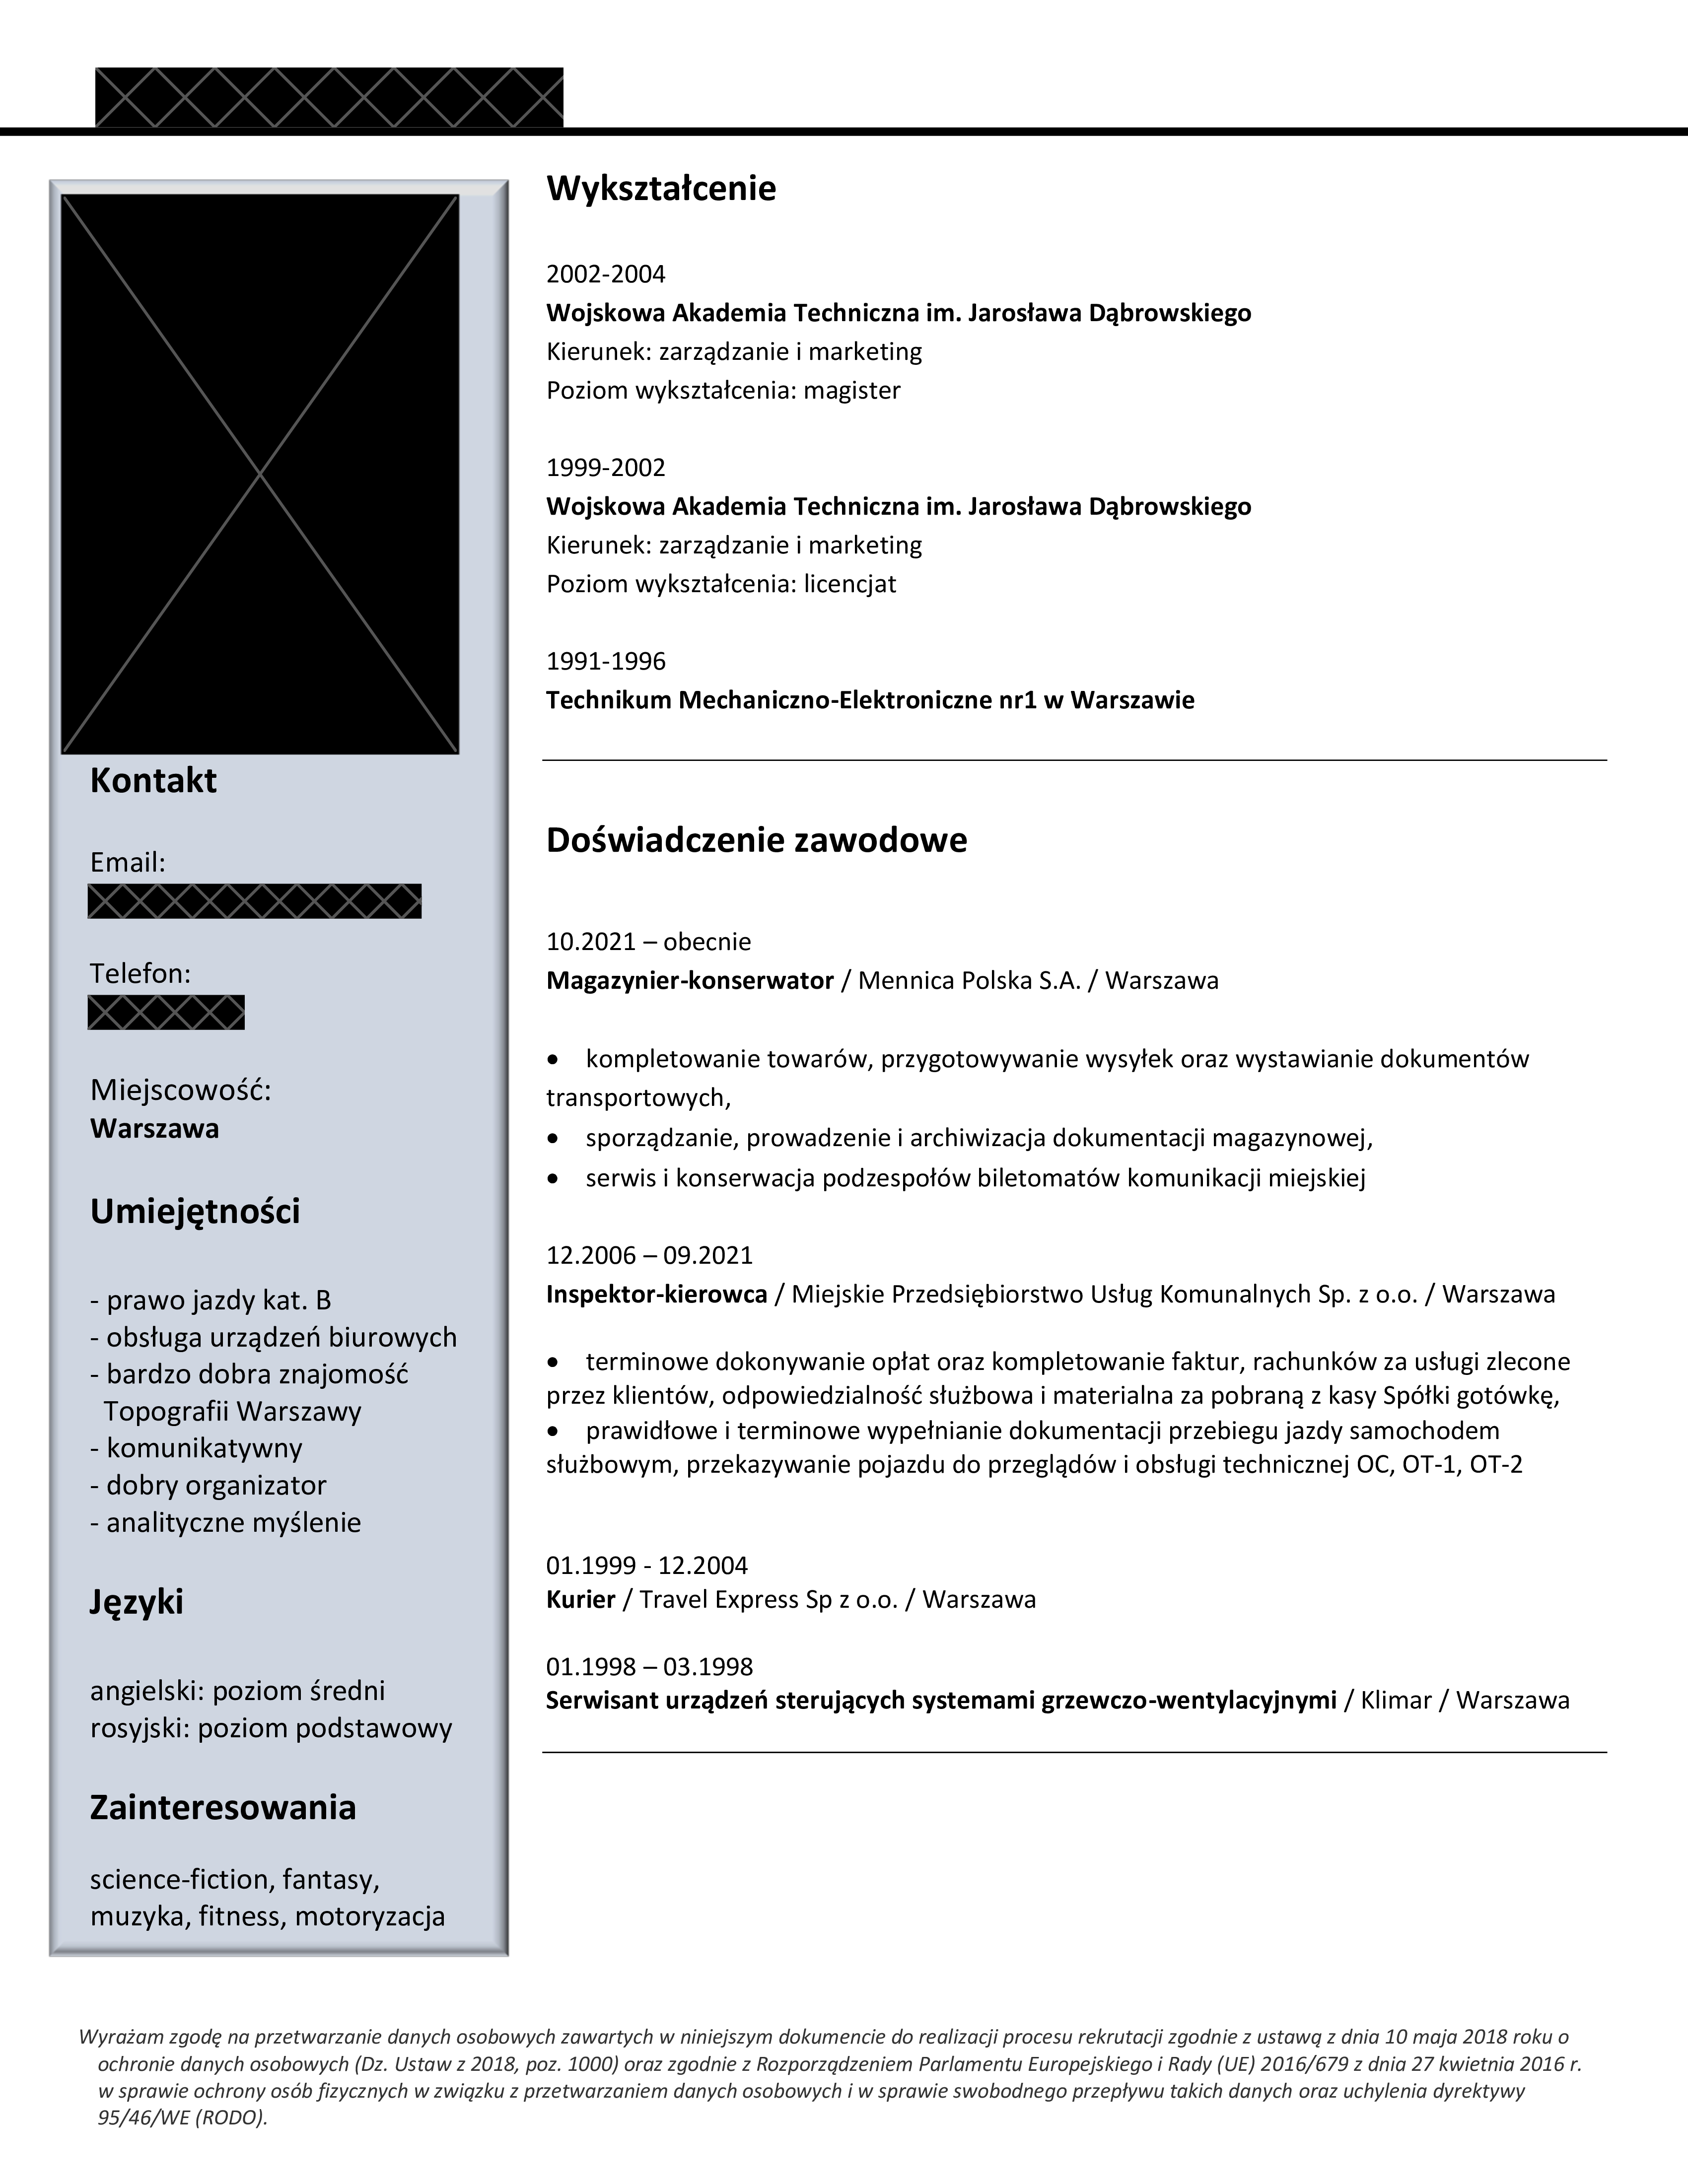 Kontakt
Email:
Telefon:
Miejscowość:
Warszawa
Umiejętności
- prawo jazdy kat. B
- obsługa urządzeń biurowych
- bardzo dobra znajomość
Topografii Warszawy
- komunikatywny
- dobry organizator
- analityczne myślenie
Języki
angielski: poziom średni
rosyjski: poziom podstawowy
Zainteresowania
science-fiction, fantasy,
muzyka, fitness, motoryzacja
Wykształcenie
2002-2004
Wojskowa Akademia Techniczna im. Jarosława Dąbrowskiego
Kierunek: zarządzanie i marketing
Poziom wykształcenia: magister
1999-2002
Wojskowa Akademia Techniczna im. Jarosława Dąbrowskiego
Kierunek: zarządzanie i marketing
Poziom wykształcenia: licencjat
1991-1996
Technikum Mechaniczno-Elektroniczne nr1 w Warszawie
Doświadczenie zawodowe
10.2021 – obecnie
Magazynier-konserwator / Mennica Polska S.A. / Warszawa
• kompletowanie towarów, przygotowywanie wysyłek oraz wystawianie dokumentów
transportowych,
• sporządzanie, prowadzenie i archiwizacja dokumentacji magazynowej,
• serwis i konserwacja podzespołów biletomatów komunikacji miejskiej
12.2006 – 09.2021
Inspektor-kierowca / Miejskie Przedsiębiorstwo Usług Komunalnych Sp. z o.o. / Warszawa
• terminowe dokonywanie opłat oraz kompletowanie faktur, rachunków za usługi zlecone
przez klientów, odpowiedzialność służbowa i materialna za pobraną z kasy Spółki gotówkę,
• prawidłowe i terminowe wypełnianie dokumentacji przebiegu jazdy samochodem
służbowym, przekazywanie pojazdu do przeglądów i obsługi technicznej OC, OT-1, OT-2
01.1999 - 12.2004
Kurier / Travel Express Sp z o.o. / Warszawa
01.1998 – 03.1998
Serwisant urządzeń sterujących systemami grzewczo-wentylacyjnymi / Klimar / Warszawa
Wyrażam zgodę na przetwarzanie danych osobowych zawartych w niniejszym dokumencie do realizacji procesu rekrutacji zgodnie z ustawą z dnia 10 maja 2018 roku o
ochronie danych osobowych (Dz. Ustaw z 2018, poz. 1000) oraz zgodnie z Rozporządzeniem Parlamentu Europejskiego i Rady (UE) 2016/679 z dnia 27 kwietnia 2016 r.
w sprawie ochrony osób fizycznych w związku z przetwarzaniem danych osobowych i w sprawie swobodnego przepływu takich danych oraz uchylenia dyrektywy
95/46/WE (RODO).